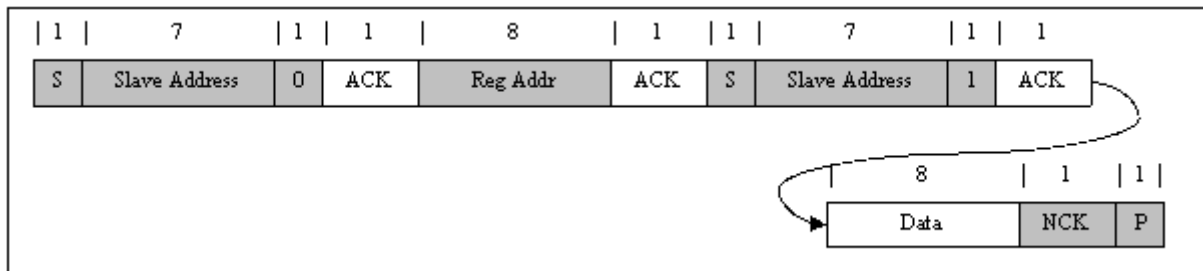 | 1 | 7 | 1 | 1 | 8 | 1 | 1 | 7 | 1 | 1
S Slave Address 0 ACK Reg Addr ACK S Slave Address 1 ACK
| 8 | 1 | 1 |
Data NCK P